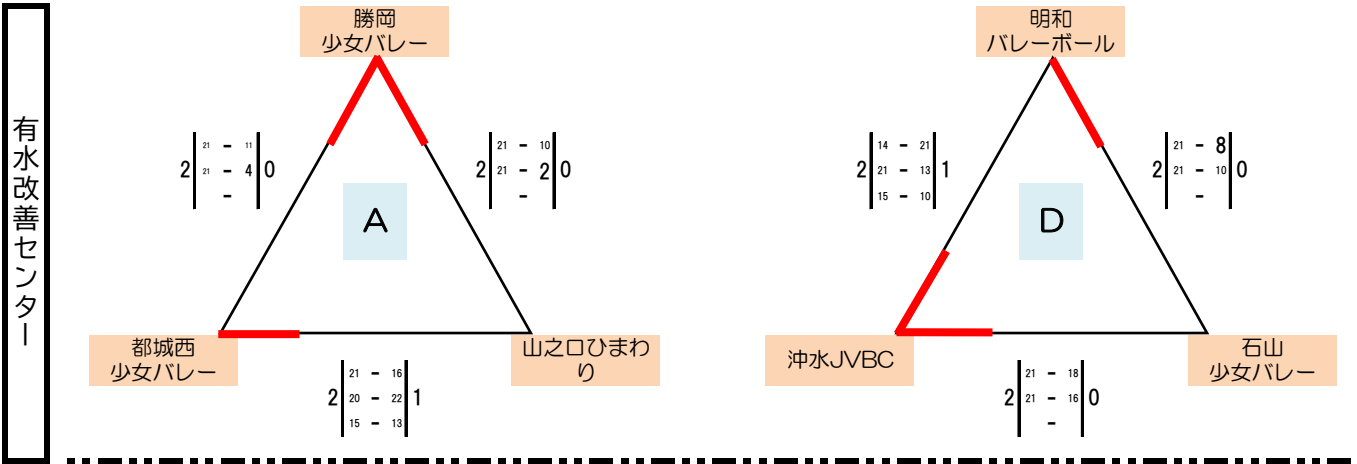 有水改善センター
勝岡
少女バレー
2 21 - 11 0
21 - 4
-
2 21 - 10 0
21 - 2
-
A
都城西
少女バレー
山之口ひまわ
り
21 - 16
2 20 - 22 1
15 - 13
明和
バレーボール
14 - 21
2 21 - 13 1
15 - 10
21 - 8
2 21 - 10 0
-
D
沖水JVBC
石山
少女バレー
21 - 18
2 21 - 16 0
-